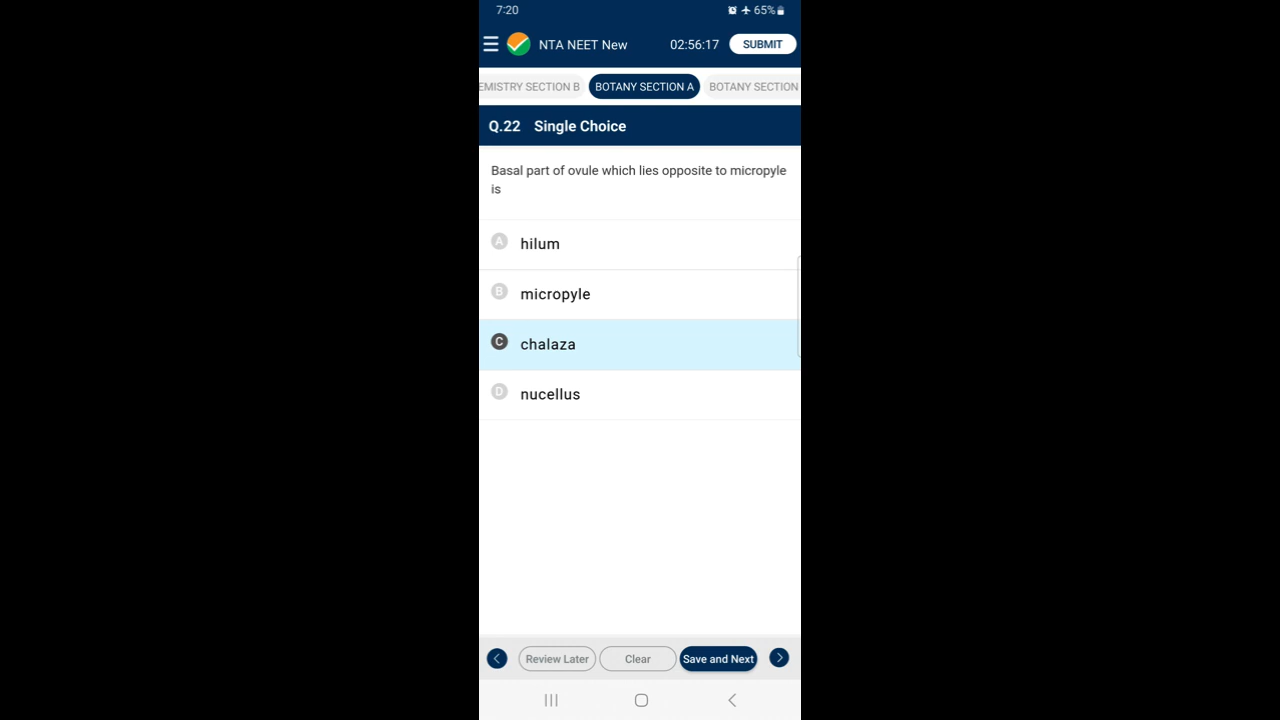 7:20 65%
NTA NEET New 02:56:17 SUBMIT
EMISTRY SECTION B BOTANY SECTION A BOTANY SECTION
Q.22 Single Choice
Basal part of ovule which lies opposite to micropyle
is
A hilum
B micropyle
C chalaza
D nucellus
Review Later Clear Save and Next